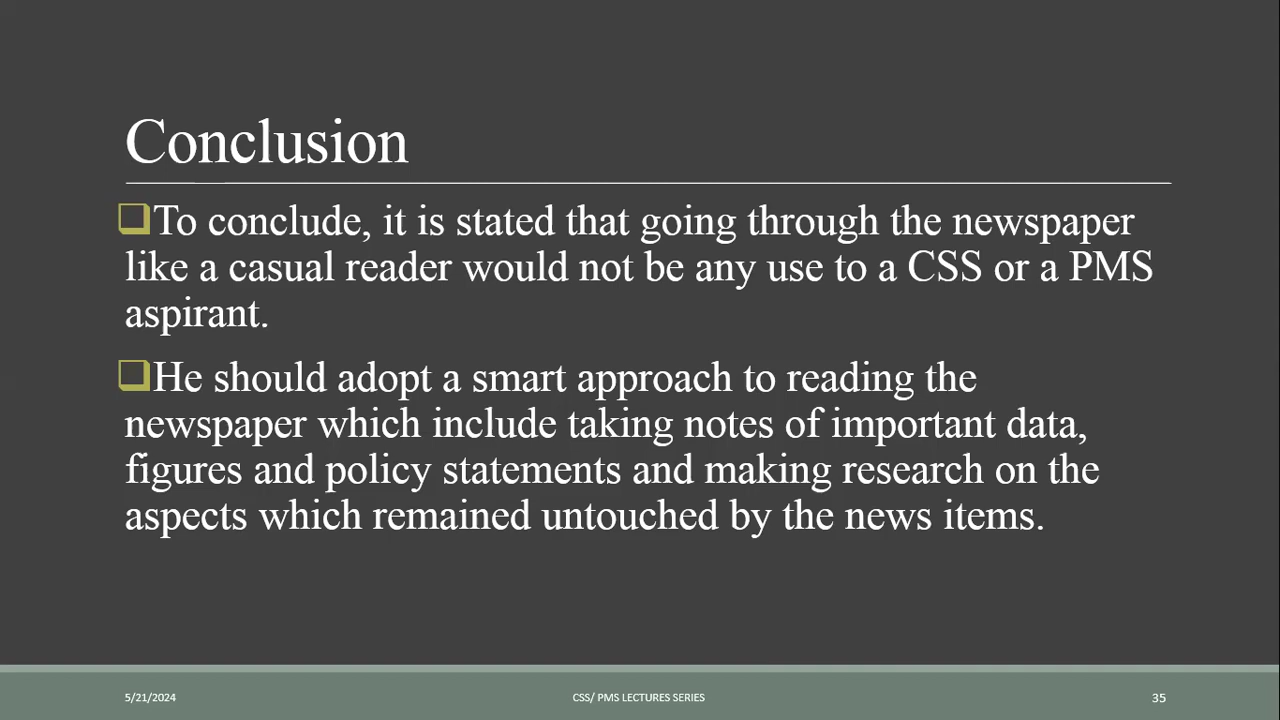 Conclusion
To conclude, it is stated that going through the newspaper
like a casual reader would not be any use to a CSS or a PMS
aspirant.
He should adopt a smart approach to reading the
newspaper which include taking notes of important data,
figures and policy statements and making research on the
aspects which remained untouched by the news items.
5/21/2024
CSS/ PMS LECTURES SERIES
35